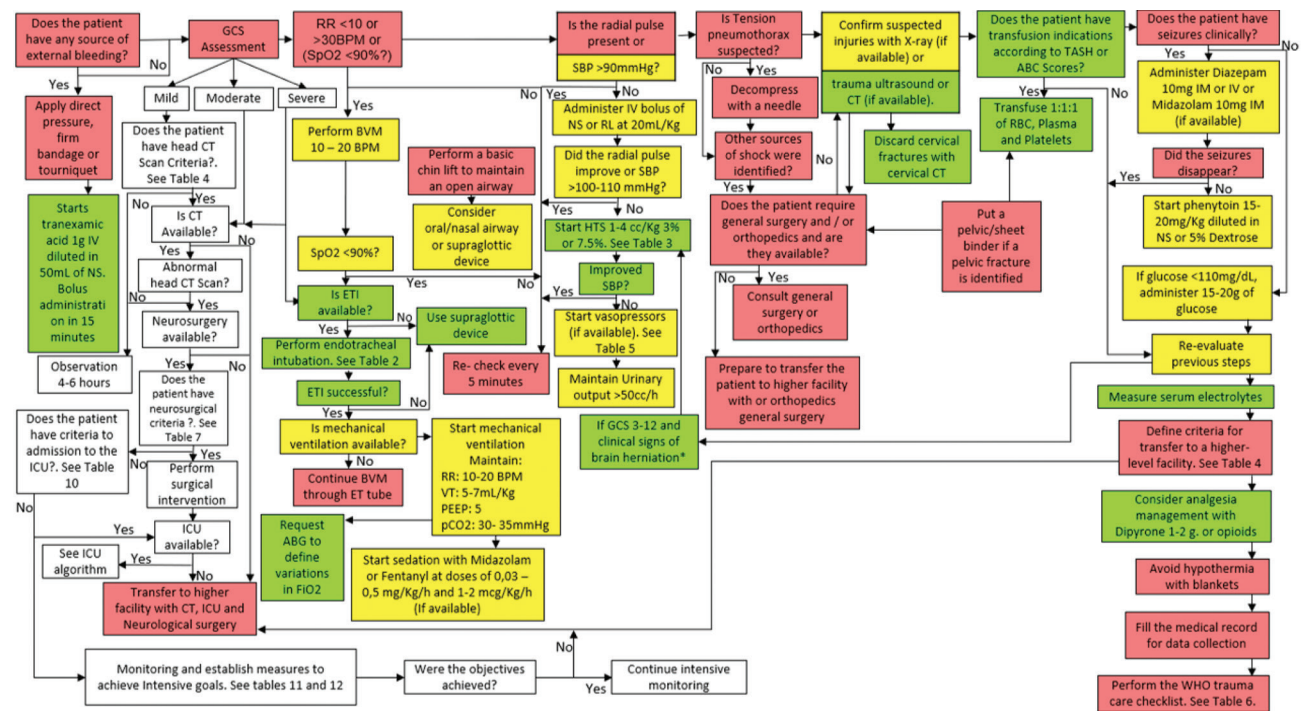 Does the patient
have any source of
external bleeding?
Yes
No
Apply direct
pressure, firm
bandage or
tourniquet
Starts
tranexamic
acid 1g IV
diluted in
50mL of NS.
Bolus
administrati
on in 15
minutes
GCS
Assessment
Mild
Moderate
Severe
Does the patient
have head CT
Scan Criteria?.
See Table 4
Yes
No
Is CT
Available?
No
Yes
Abnormal
head CT Scan?
No
Yes
Neurosurgery
available?
Yes
No
Observation
4-6 hours
Does the
patient have
neurosurgical
criteria ?. See
Table 7
Yes
No
Does the patient
have criteria to
admission to the
ICU?. See Table
10
No
Yes
Perform
surgical
intervention
ICU
available?
Yes
No
See ICU
algorithm
Transfer to higher
facility with CT, ICU and
Neurological surgery
Monitoring and establish measures to
achieve Intensive goals. See tables 11 and 12
Were the objectives
achieved?
No
Yes
Continue intensive
monitoring
RR <10 or
>30BPM or
(SpO2 <90%?)
Yes
No
Perform BVM
10 – 20 BPM
Perform a basic
chin lift to maintain
an open airway
Consider
oral/nasal airway
or supraglottic
device
SpO2 <90%?
Yes
No
Is ETI
available?
Yes
No
Use supraglottic
device
Perform endotracheal
intubation. See Table 2
ETI successful?
Yes
No
Is mechanical
ventilation available?
Yes
No
Continue BVM
through ET tube
Start mechanical
ventilation
Maintain:
RR: 10-20 BPM
VT: 5-7mL/Kg
PEEP: 5
pCO2: 30- 35mmHg
Request
ABG to
define
variations
in FiO2
Start sedation with Midazolam
or Fentanyl at doses of 0,03 –
0,5 mg/Kg/h and 1-2 mcg/Kg/h
(If available)
Is the radial pulse
present or
SBP >90mmHg?
Yes
No
Administer IV bolus of
NS or RL at 20mL/Kg
Did the radial pulse
improve or SBP
>100-110 mmHg?
Yes
No
Start HTS 1-4 cc/Kg 3%
or 7.5%. See Table 3
Improved
SBP?
Yes
No
Start vasopressors
(if available). See
Table 5
Maintain Urinary
output >50cc/h
Re- check every
5 minutes
If GCS 3-12 and
clinical signs of
brain herniation*
Is Tension
pneumothorax
suspected?
No
Yes
Decompress
with a needle
Other sources
of shock were
identified?
No
Yes
Does the patient require
general surgery and / or
orthopedics and are
they available?
Yes
No
Consult general
surgery or
orthopedics
Prepare to transfer the
patient to higher facility
with or orthopedics
general surgery
Confirm suspected
injuries with X-ray (if
available) or
trauma ultrasound or
CT (if available).
Discard cervical
fractures with
cervical CT
Put a
pelvic/sheet
binder if a
pelvic fracture
is identified
Does the patient have
transfusion indications
according to TASH or
ABC Scores?
Yes
No
Transfuse 1:1:1
of RBC, Plasma
and Platelets
Does the patient have
seizures clinically?
Yes
No
Administer Diazepam
10mg IM or IV or
Midazolam 10mg IM
(if available)
Did the seizures
disappear?
Yes
No
Start phenytoin 15-
20mg/Kg diluted in
NS or 5% Dextrose
If glucose <110mg/dL,
administer 15-20g of
glucose
Re-evaluate
previous steps
Measure serum electrolytes
Define criteria for
transfer to a higher-
level facility. See Table 4
Consider analgesia
management with
Dipyrone 1-2 g. or opioids
Avoid hypothermia
with blankets
Fill the medical record
for data collection
Perform the WHO trauma
care checklist. See Table 6.